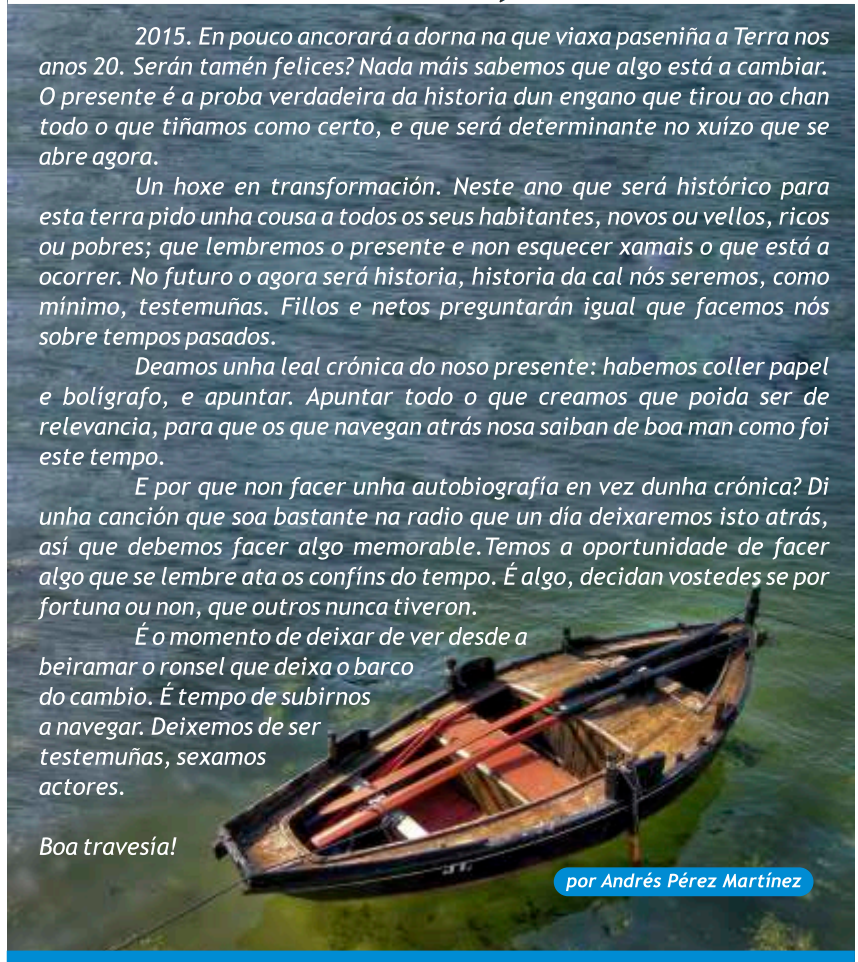 2015. En pouco ancorará a dorna na que viaxa paseniña a Terra nos
anos 20. Serán tamén felices? Nada máis sabemos que algo está a cambiar.
O presente é a proba verdadeira da historia dun engano que tirou ao chan
todo o que tiñamos como certo, e que será determinante no xuízo que se
abre agora.
Un hoxe en transformación. Neste ano que será histórico para
esta terra pido unha cousa a todos os seus habitantes, novos ou vellos, ricos
ou pobres; que lembremos o presente e non esquecer xamais o que está a
ocorrer. No futuro o agora será historia, historia da cal nós seremos, como
mínimo, testemuñas. Fillos e netos preguntarán igual que facemos nós
sobre tempos pasados.
Deamos unha leal crónica do noso presente: habemos coller papel
e bolígrafo, e apuntar. Apuntar todo o que creamos que poida ser de
relevancia, para que os que navegan atrás nosa saiban de boa man como foi
este tempo.
E por que non facer unha autobiografía en vez dunha crónica? Di
unha canción que soa bastante na radio que un día deixaremos isto atrás,
así que debemos facer algo memorable.Temos a oportunidade de facer
algo que se lembre ata os confíns do tempo. É algo, decidan vostedes se por
fortuna ou non, que outros nunca tiveron.
É o momento de deixar de ver desde a
beiramar o ronsel que deixa o barco
do cambio. É tempo de subirnos
a navegar. Deixemos de ser
testemuñas, sexamos
actores.
Boa travesía!
por Andrés Pérez Martínez